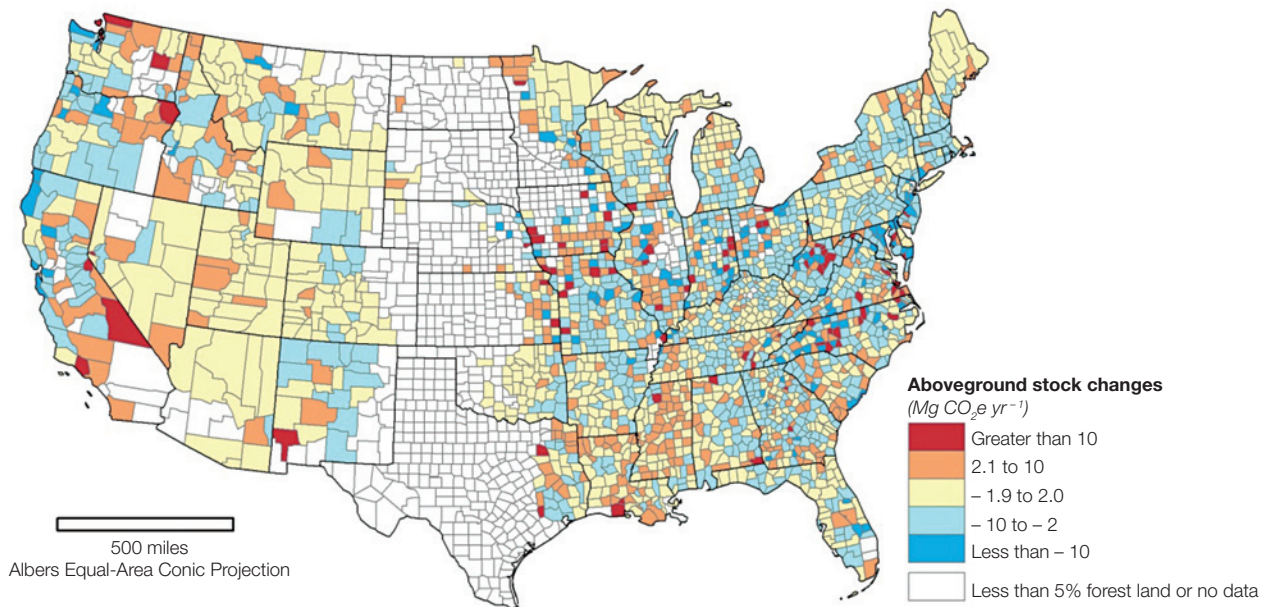 Aboveground stock changes
(Mg CO₂e yr⁻¹)
Greater than 10
2.1 to 10
– 1.9 to 2.0
– 10 to – 2
Less than – 10
Less than 5% forest land or no data
500 miles
Albers Equal-Area Conic Projection